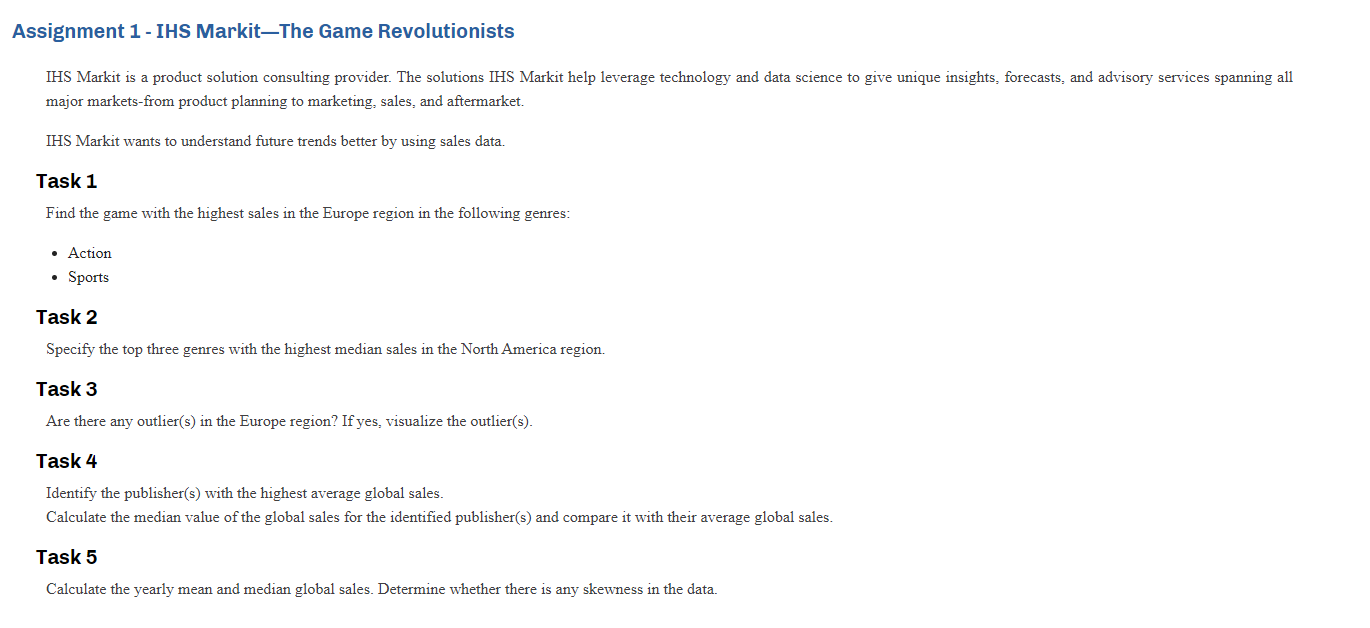 Assignment 1 - IHS Markit—The Game Revolutionists
IHS Markit is a product solution consulting provider. The solutions IHS Markit help leverage technology and data science to give unique insights, forecasts, and advisory services spanning all
major markets-from product planning to marketing, sales, and aftermarket.
IHS Markit wants to understand future trends better by using sales data.
Task 1
Find the game with the highest sales in the Europe region in the following genres:
• Action
• Sports
Task 2
Specify the top three genres with the highest median sales in the North America region.
Task 3
Are there any outlier(s) in the Europe region? If yes, visualize the outlier(s).
Task 4
Identify the publisher(s) with the highest average global sales.
Calculate the median value of the global sales for the identified publisher(s) and compare it with their average global sales.
Task 5
Calculate the yearly mean and median global sales. Determine whether there is any skewness in the data.